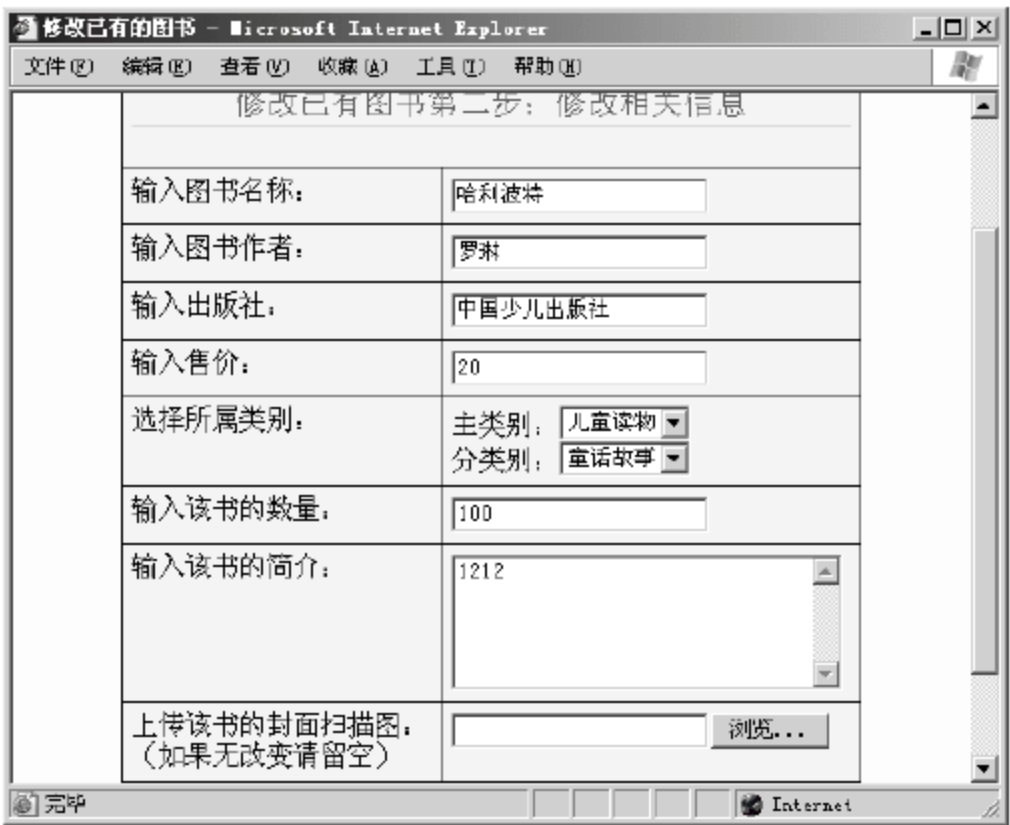 修改已有的图书 - Microsoft Internet Explorer
文件(F) 编辑(E) 查看(V) 收藏(A) 工具(T) 帮助(H)
修改已有图书第二步：修改相关信息
输入图书名称： 哈利波特
输入图书作者： 罗琳
输入出版社： 中国少儿出版社
输入售价： 20
选择所属类别： 主类别： 儿童读物
分类别： 童话故事
输入该书的数量： 100
输入该书的简介： 1212
上传该书的封面扫描图： 浏览...
（如果无改变请留空）
完毕 Internet